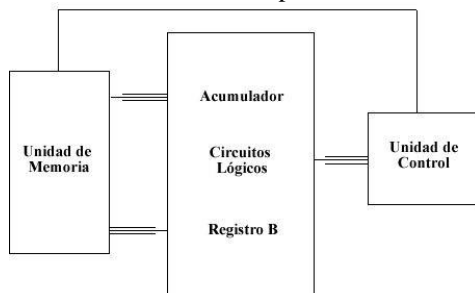 Unidad de
Memoria
Acumulador
Circuitos
Lógicos
Registro B
Unidad de
Control